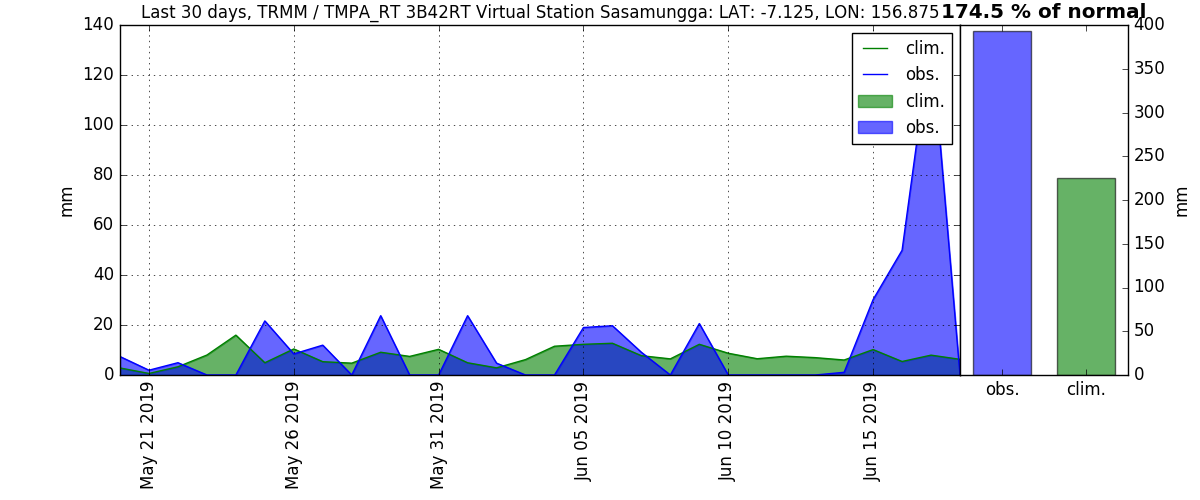 Last 30 days, TRMM / TMPA_RT 3B42RT Virtual Station Sasamungga: LAT: -7.125, LON: 156.875
174.5 % of normal
clim.
obs.
clim.
obs.
140
120
100
80
60
40
20
0
mm
May 21 2019
May 26 2019
May 31 2019
Jun 05 2019
Jun 10 2019
Jun 15 2019
400
350
300
250
200
150
100
50
0
mm
obs.
clim.